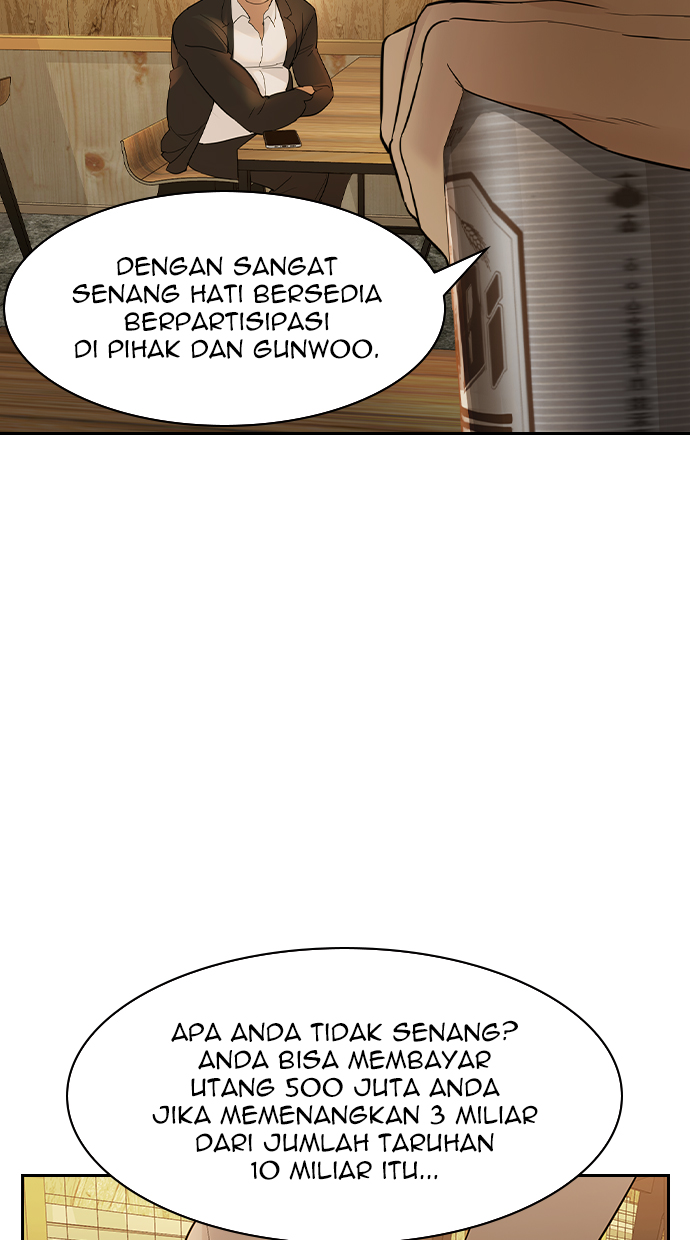 DENGAN SANGAT
SENANG HATI BERSEDIA
BERPARTISIPASI
DI PIHAK DAN GUNWOO.
APA ANDA TIDAK SENANG?
ANDA BISA MEMBAYAR
UTANG 500 JUTA ANDA
JIKA MEMENANGKAN 3 MILIAR
DARI JUMLAH TARUHAN
10 MILIAR ITU...